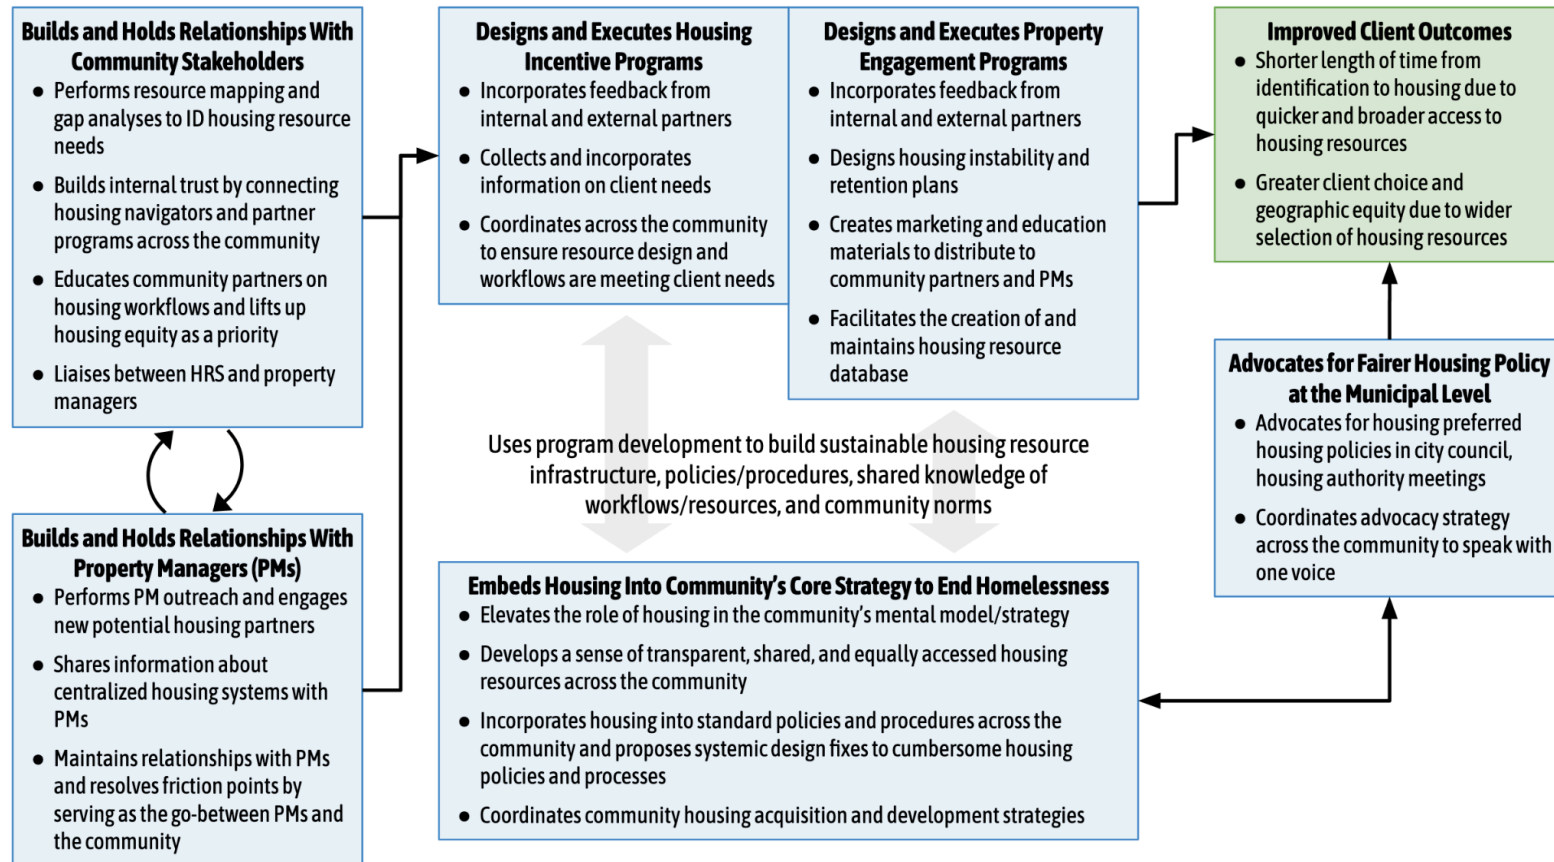 Builds and Holds Relationships With
Community Stakeholders
● Performs resource mapping and
gap analyses to ID housing resource
needs
● Builds internal trust by connecting
housing navigators and partner
programs across the community
● Educates community partners on
housing workflows and lifts up
housing equity as a priority
● Liaises between HRS and property
managers
Builds and Holds Relationships With
Property Managers (PMs)
● Performs PM outreach and engages
new potential housing partners
● Shares information about
centralized housing systems with
PMs
● Maintains relationships with PMs
and resolves friction points by
serving as the go-between PMs and
the community
Designs and Executes Housing
Incentive Programs
● Incorporates feedback from
internal and external partners
● Collects and incorporates
information on client needs
● Coordinates across the community
to ensure resource design and
workflows are meeting client needs
Designs and Executes Property
Engagement Programs
● Incorporates feedback from
internal and external partners
● Designs housing instability and
retention plans
● Creates marketing and education
materials to distribute to
community partners and PMs
● Facilitates the creation of and
maintains housing resource
database
Uses program development to build sustainable housing resource
infrastructure, policies/procedures, shared knowledge of
workflows/resources, and community norms
Embeds Housing Into Community’s Core Strategy to End Homelessness
● Elevates the role of housing in the community’s mental model/strategy
● Develops a sense of transparent, shared, and equally accessed housing
resources across the community
● Incorporates housing into standard policies and procedures across the
community and proposes systemic design fixes to cumbersome housing
policies and processes
● Coordinates community housing acquisition and development strategies
Improved Client Outcomes
● Shorter length of time from
identification to housing due to
quicker and broader access to
housing resources
● Greater client choice and
geographic equity due to wider
selection of housing resources
Advocates for Fairer Housing Policy
at the Municipal Level
● Advocates for housing preferred
housing policies in city council,
housing authority meetings
● Coordinates advocacy strategy
across the community to speak with
one voice